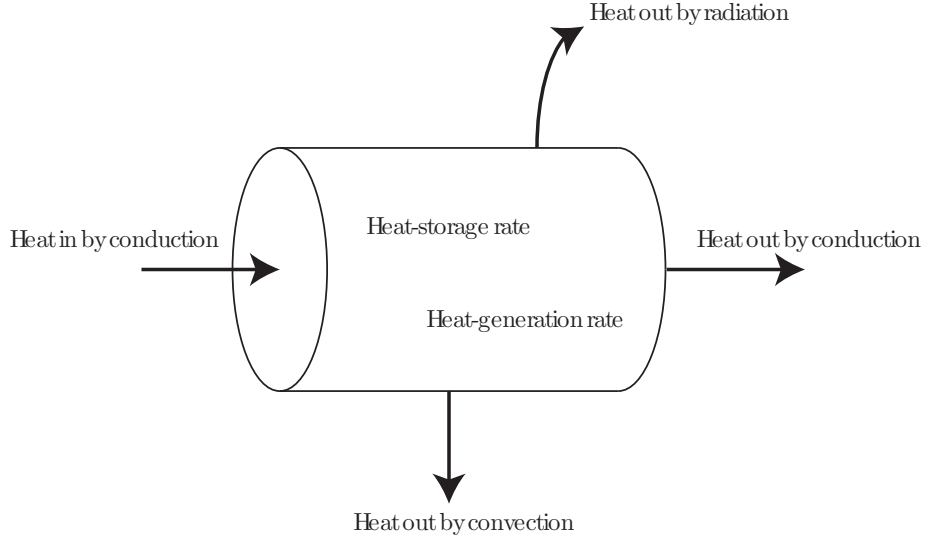 Heat out by radiation
Heat-storage rate
Heat in by conduction
Heat out by conduction
Heat-generation rate
Heat out by convection